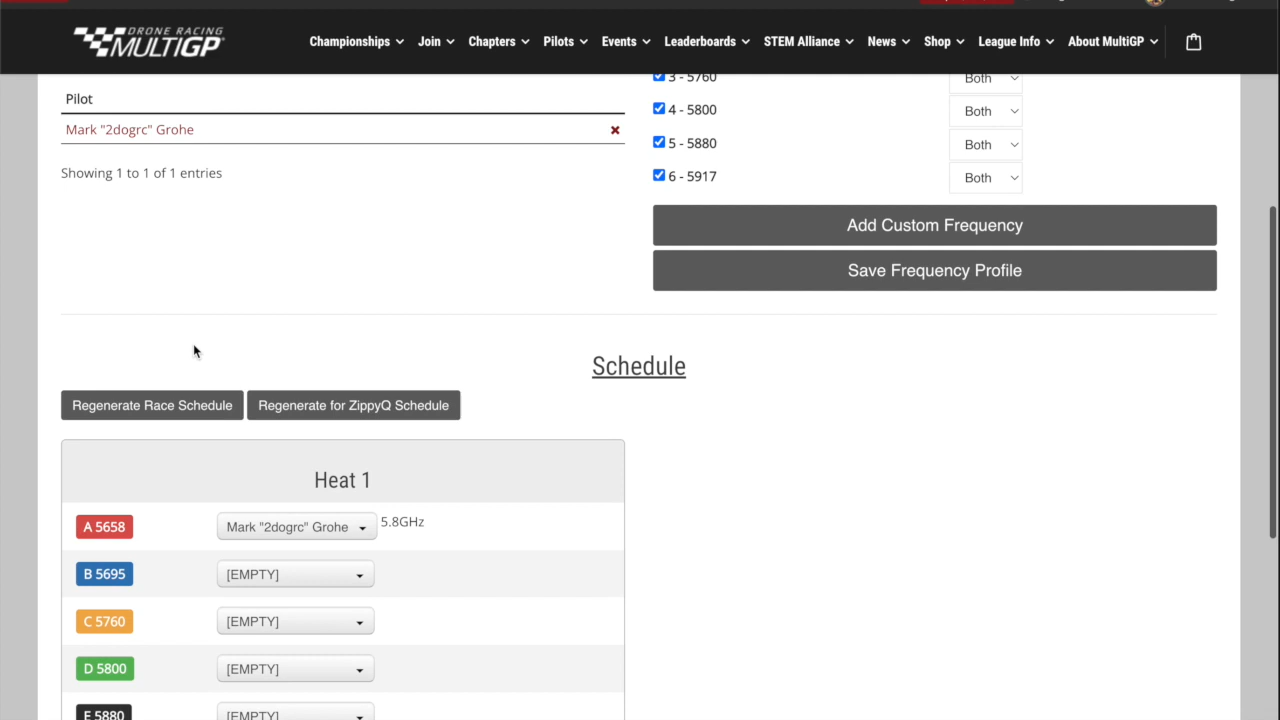 DRONE RACING
MULTIGP
Championships Join Chapters Pilots Events Leaderboards STEM Alliance News Shop League Info About MultiGP
Pilot
Mark "2dogrc" Grohe
Showing 1 to 1 of 1 entries
3 - 5760 Both
4 - 5800 Both
5 - 5880 Both
6 - 5917 Both
Add Custom Frequency
Save Frequency Profile
Schedule
Regenerate Race Schedule Regenerate for ZippyQ Schedule
Heat 1
A 5658 Mark "2dogrc" Grohe 5.8GHz
B 5695 [EMPTY]
C 5760 [EMPTY]
D 5800 [EMPTY]
E 5880 [EMPTY]